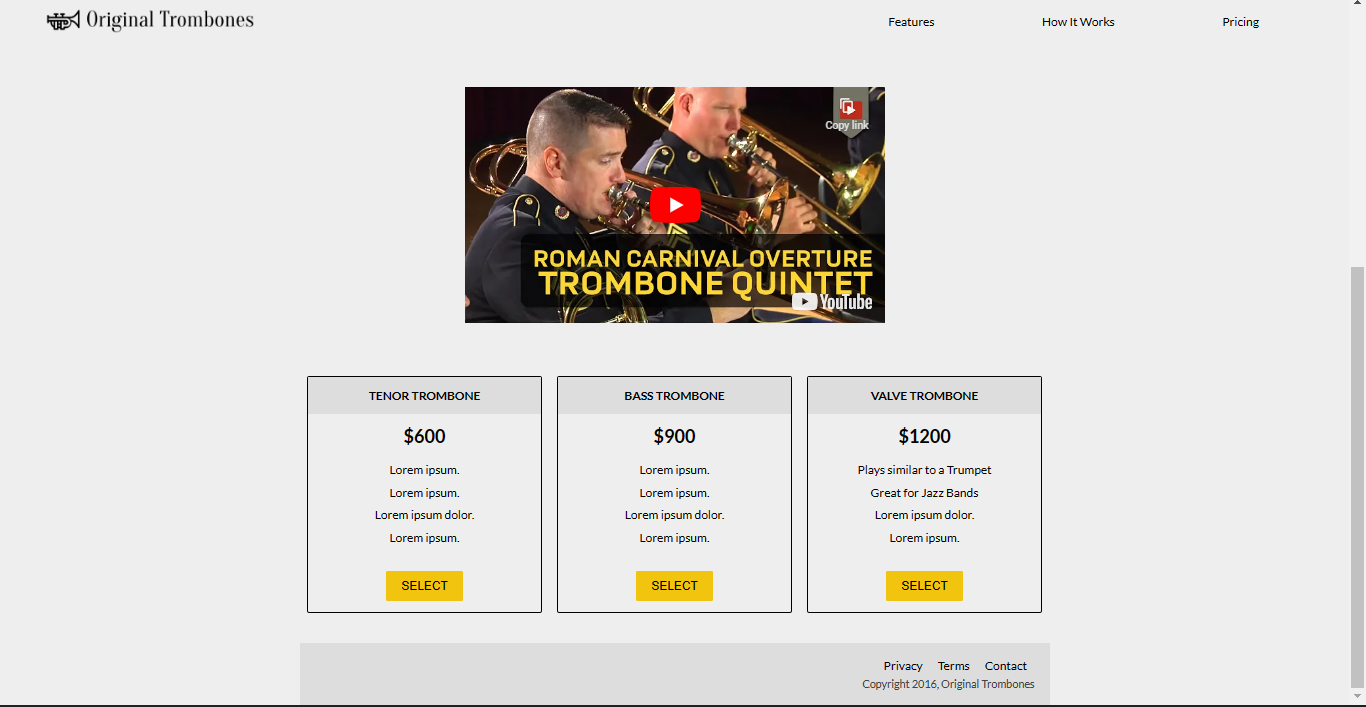 Original Trombones
Features
How It Works
Pricing
Copy link
ROMAN CARNIVAL OVERTURE
TROMBONE QUINTET
YouTube
TENOR TROMBONE
$600
Lorem ipsum.
Lorem ipsum.
Lorem ipsum dolor.
Lorem ipsum.
SELECT
BASS TROMBONE
$900
Lorem ipsum.
Lorem ipsum.
Lorem ipsum dolor.
Lorem ipsum.
SELECT
VALVE TROMBONE
$1200
Plays similar to a Trumpet
Great for Jazz Bands
Lorem ipsum dolor.
Lorem ipsum.
SELECT
Privacy
Terms
Contact
Copyright 2016, Original Trombones